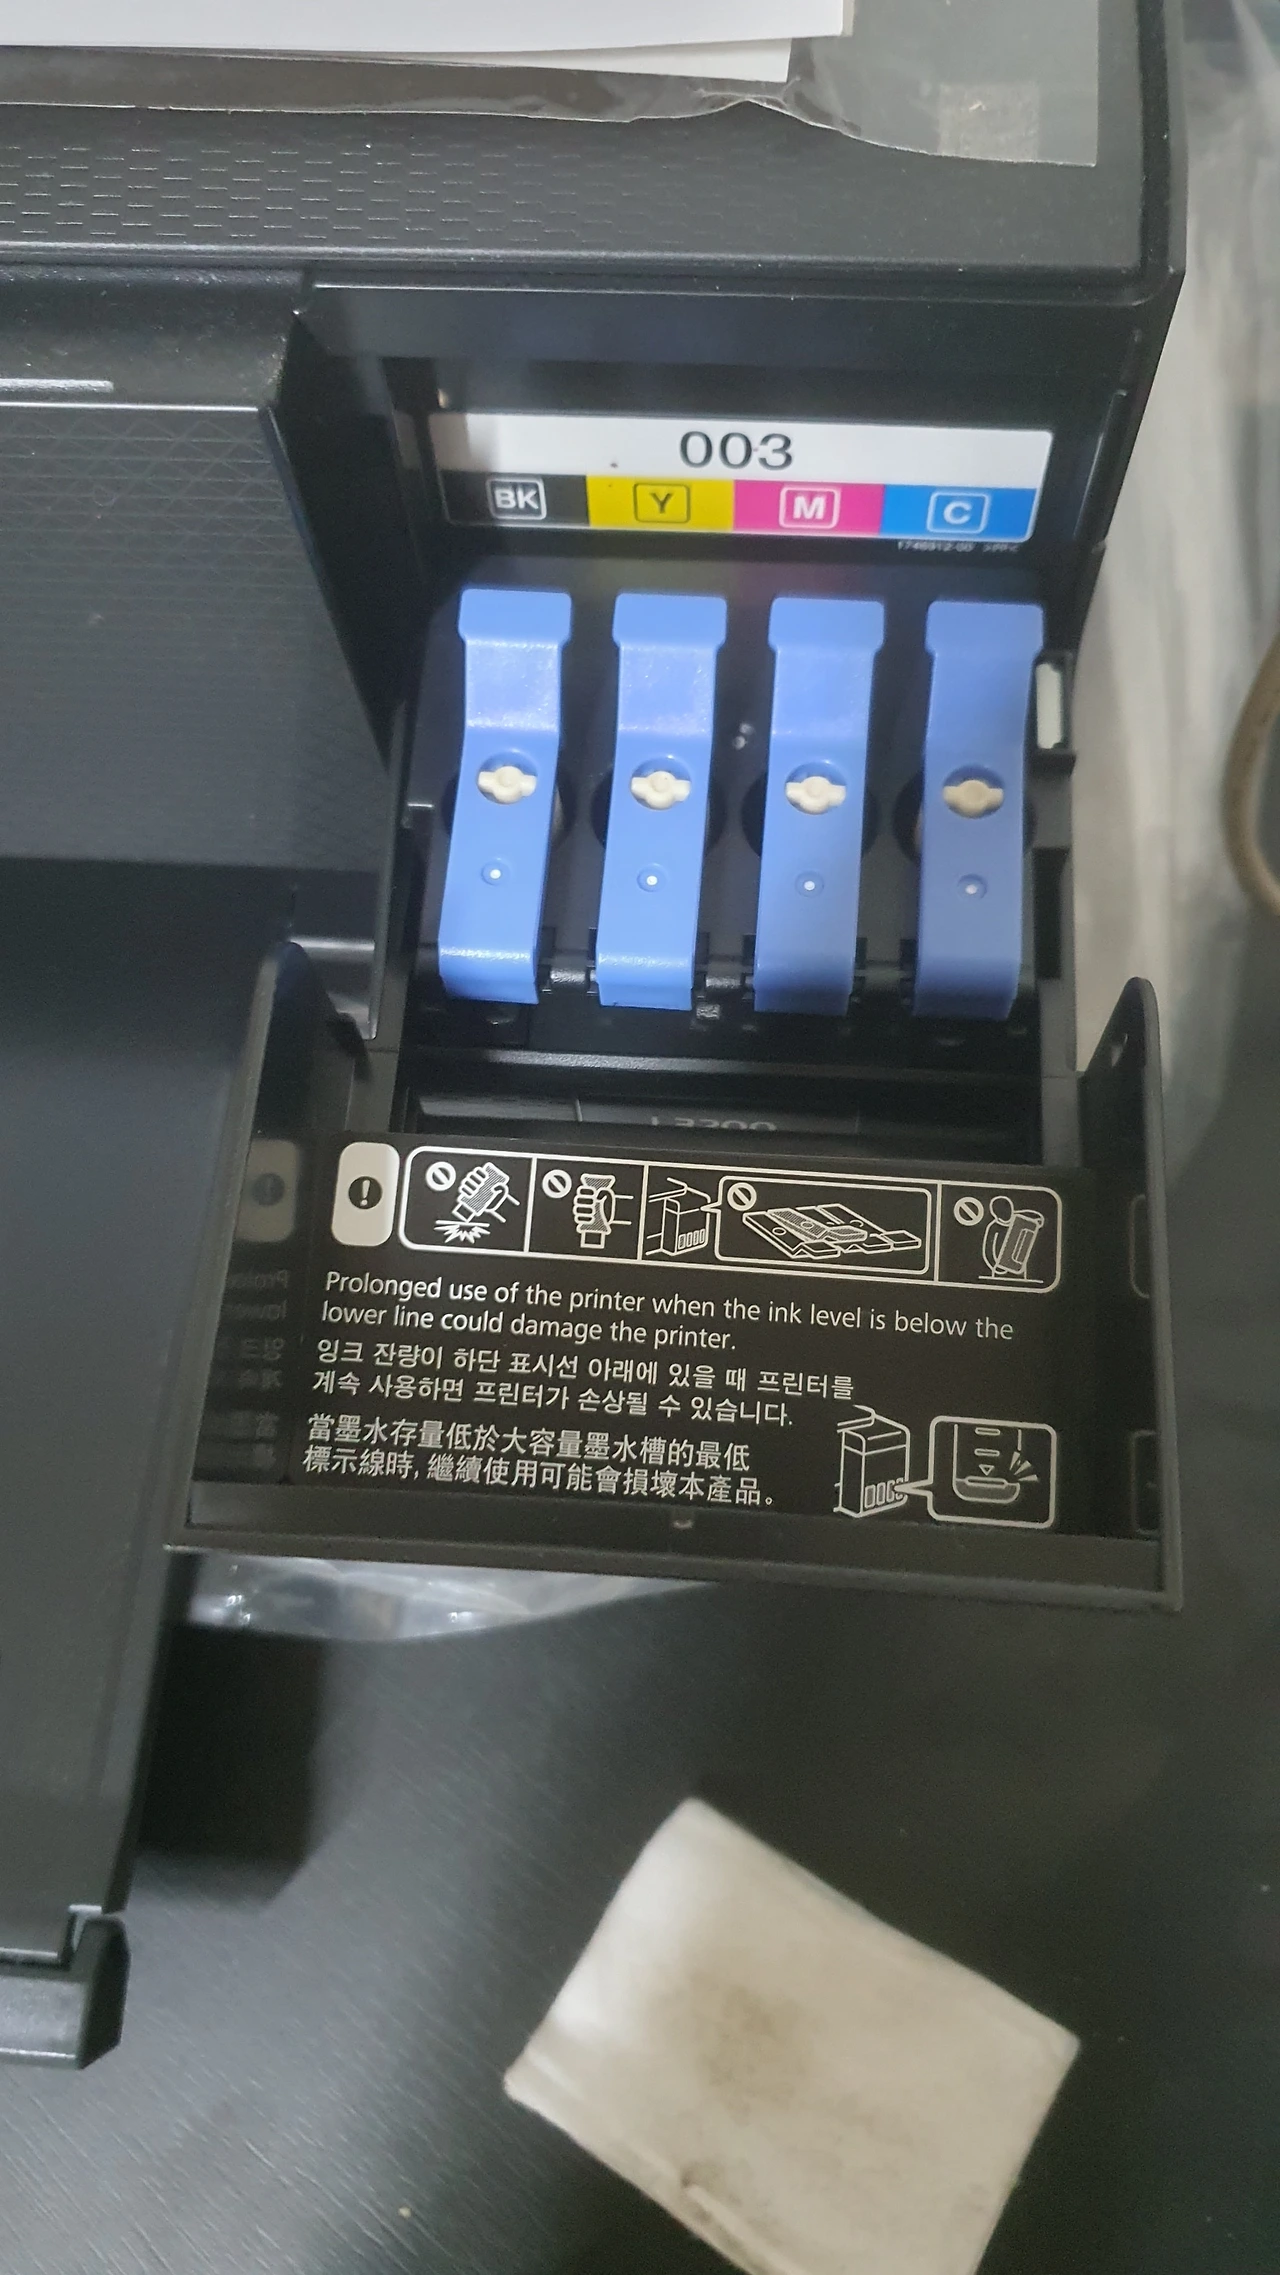 003
BK Y M C
Prolonged use of the printer when the ink level is below the
lower line could damage the printer.
잉크 잔량이 하단 표시선 아래에 있을 때 프린터를
계속 사용하면 프린터가 손상될 수 있습니다.
當墨水存量低於大容量墨水槽的最低
標示線時, 繼續使用可能會損壞本產品。